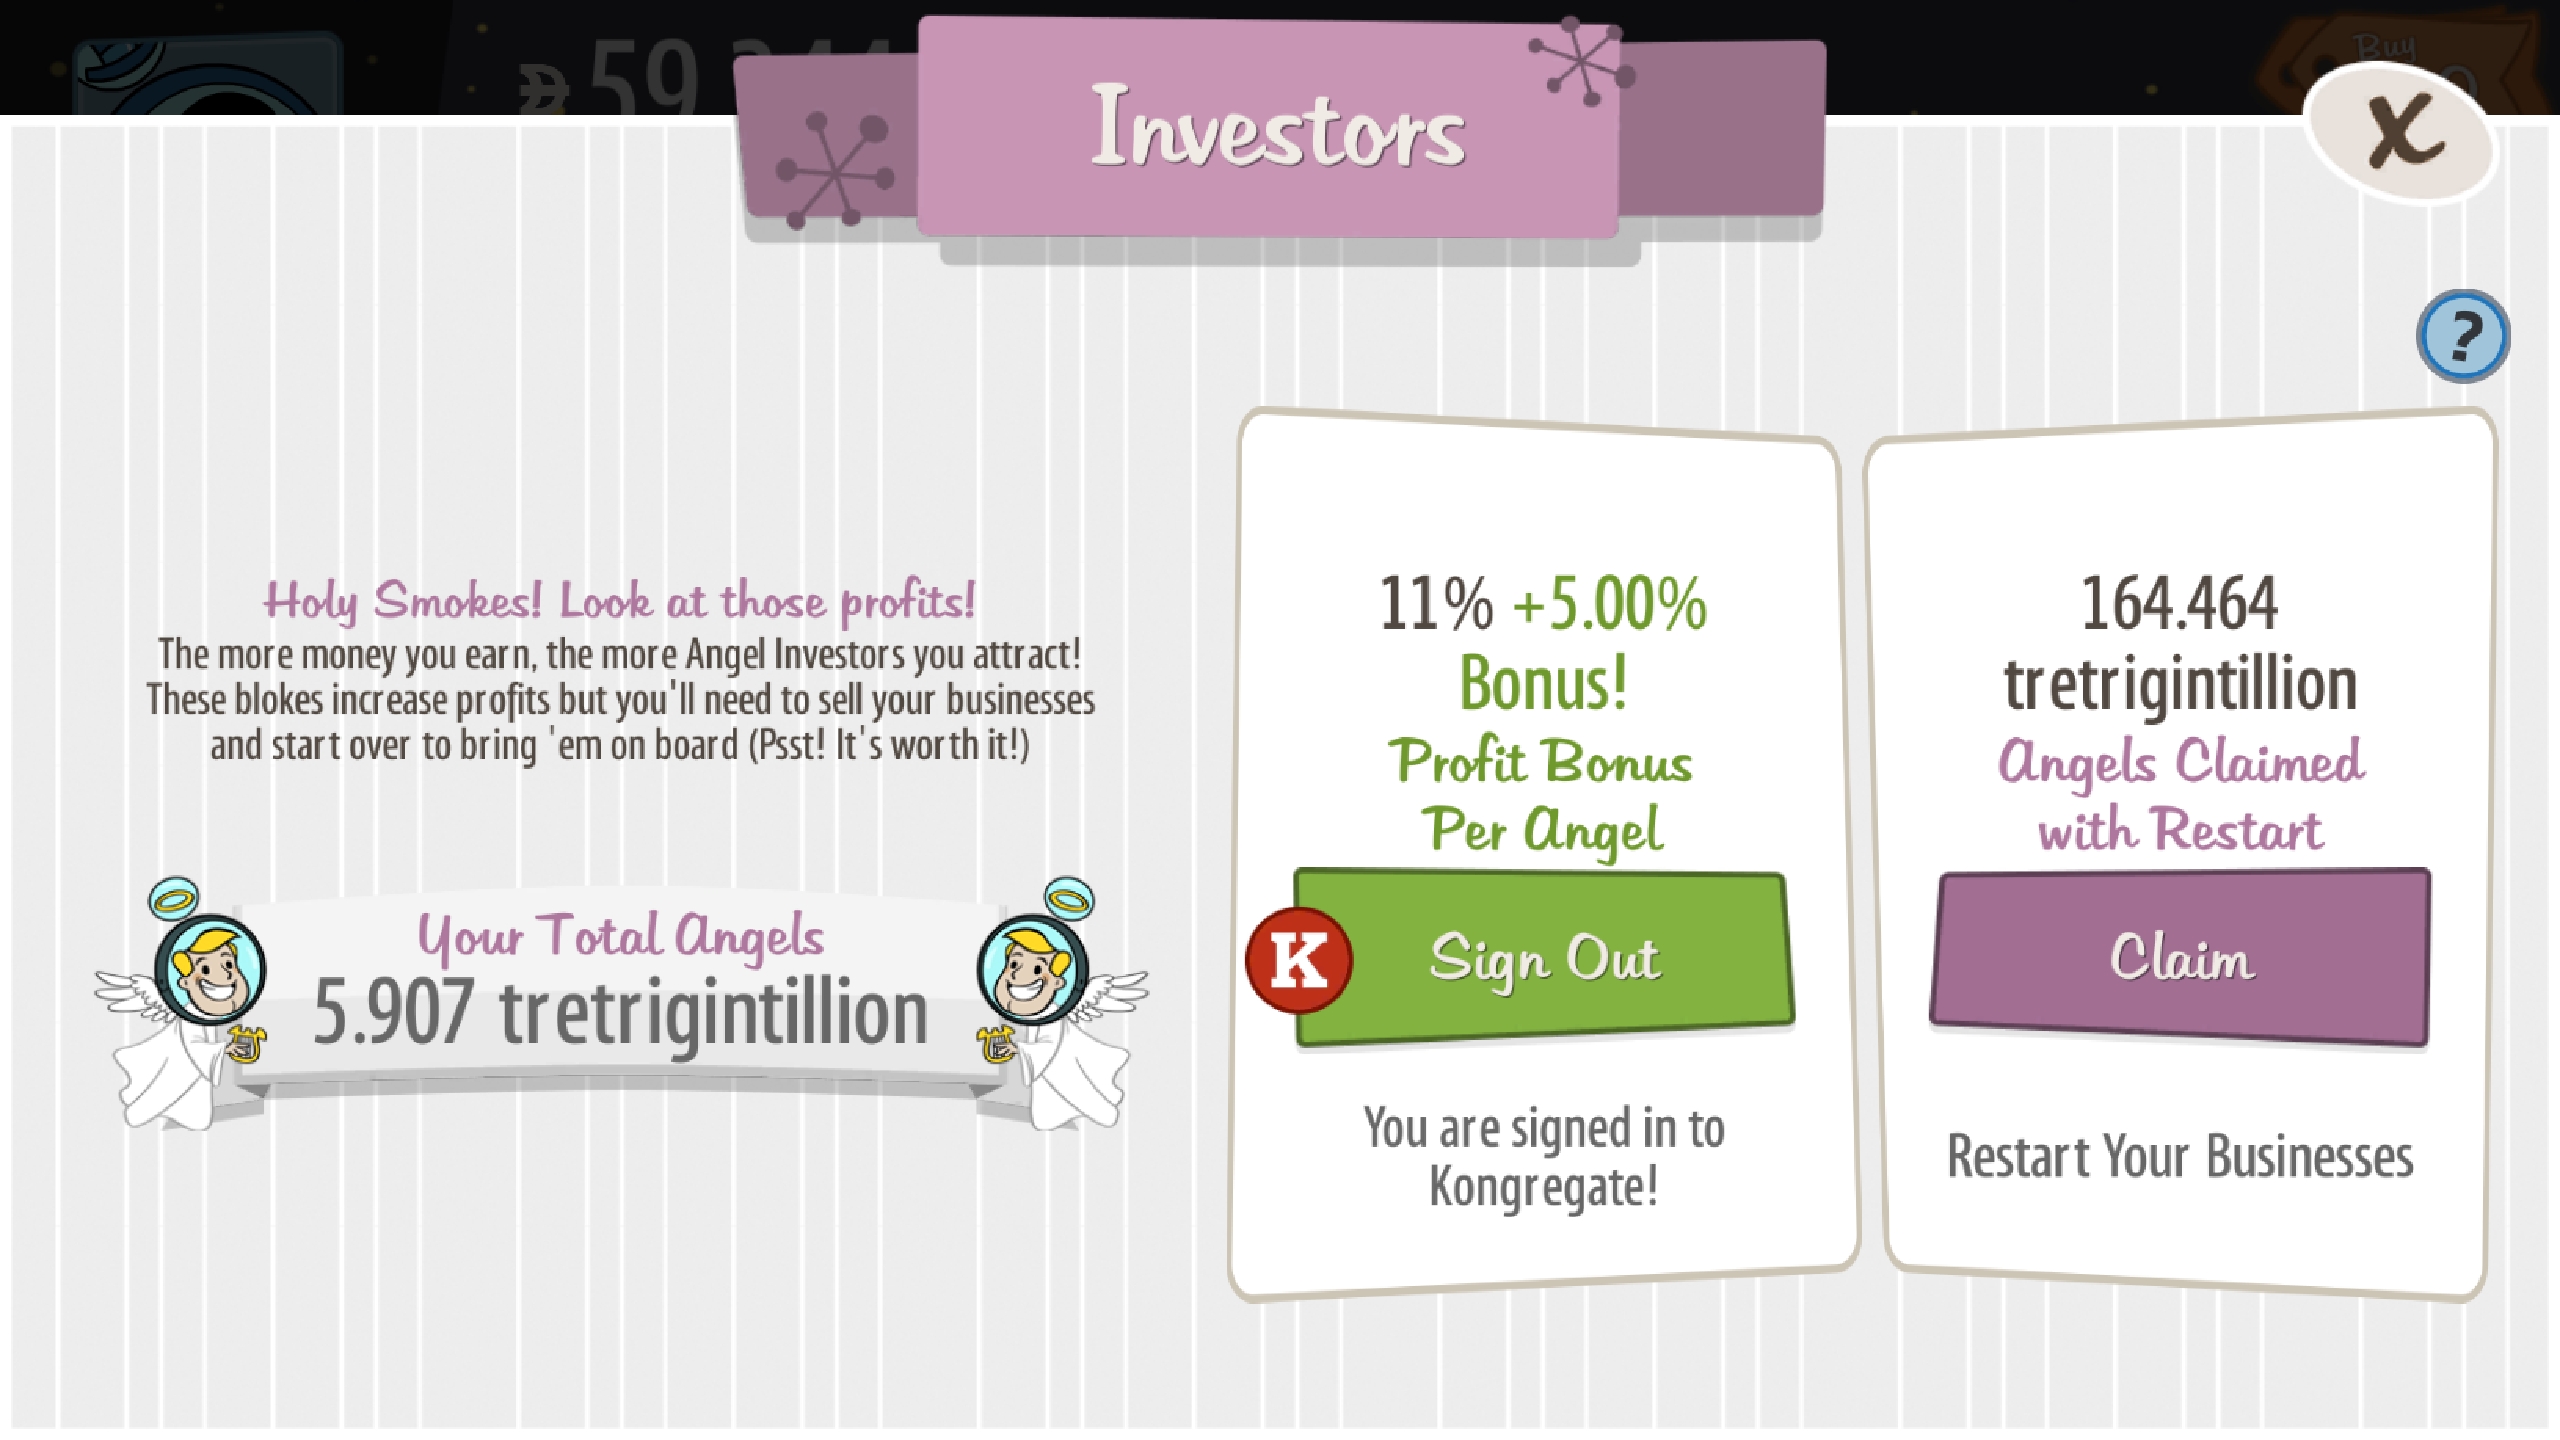 59
Buy
Investors
X
?
Holy Smokes! Look at those profits!
The more money you earn, the more Angel Investors you attract!
These blokes increase profits but you'll need to sell your businesses
and start over to bring 'em on board (Psst! It's worth it!)
Your Total Angels
5.907 tretrigintillion
11% +5.00%
Bonus!
Profit Bonus
Per Angel
K
Sign Out
You are signed in to
Kongregate!
164.464
tretrigintillion
Angels Claimed
with Restart
Claim
Restart Your Businesses